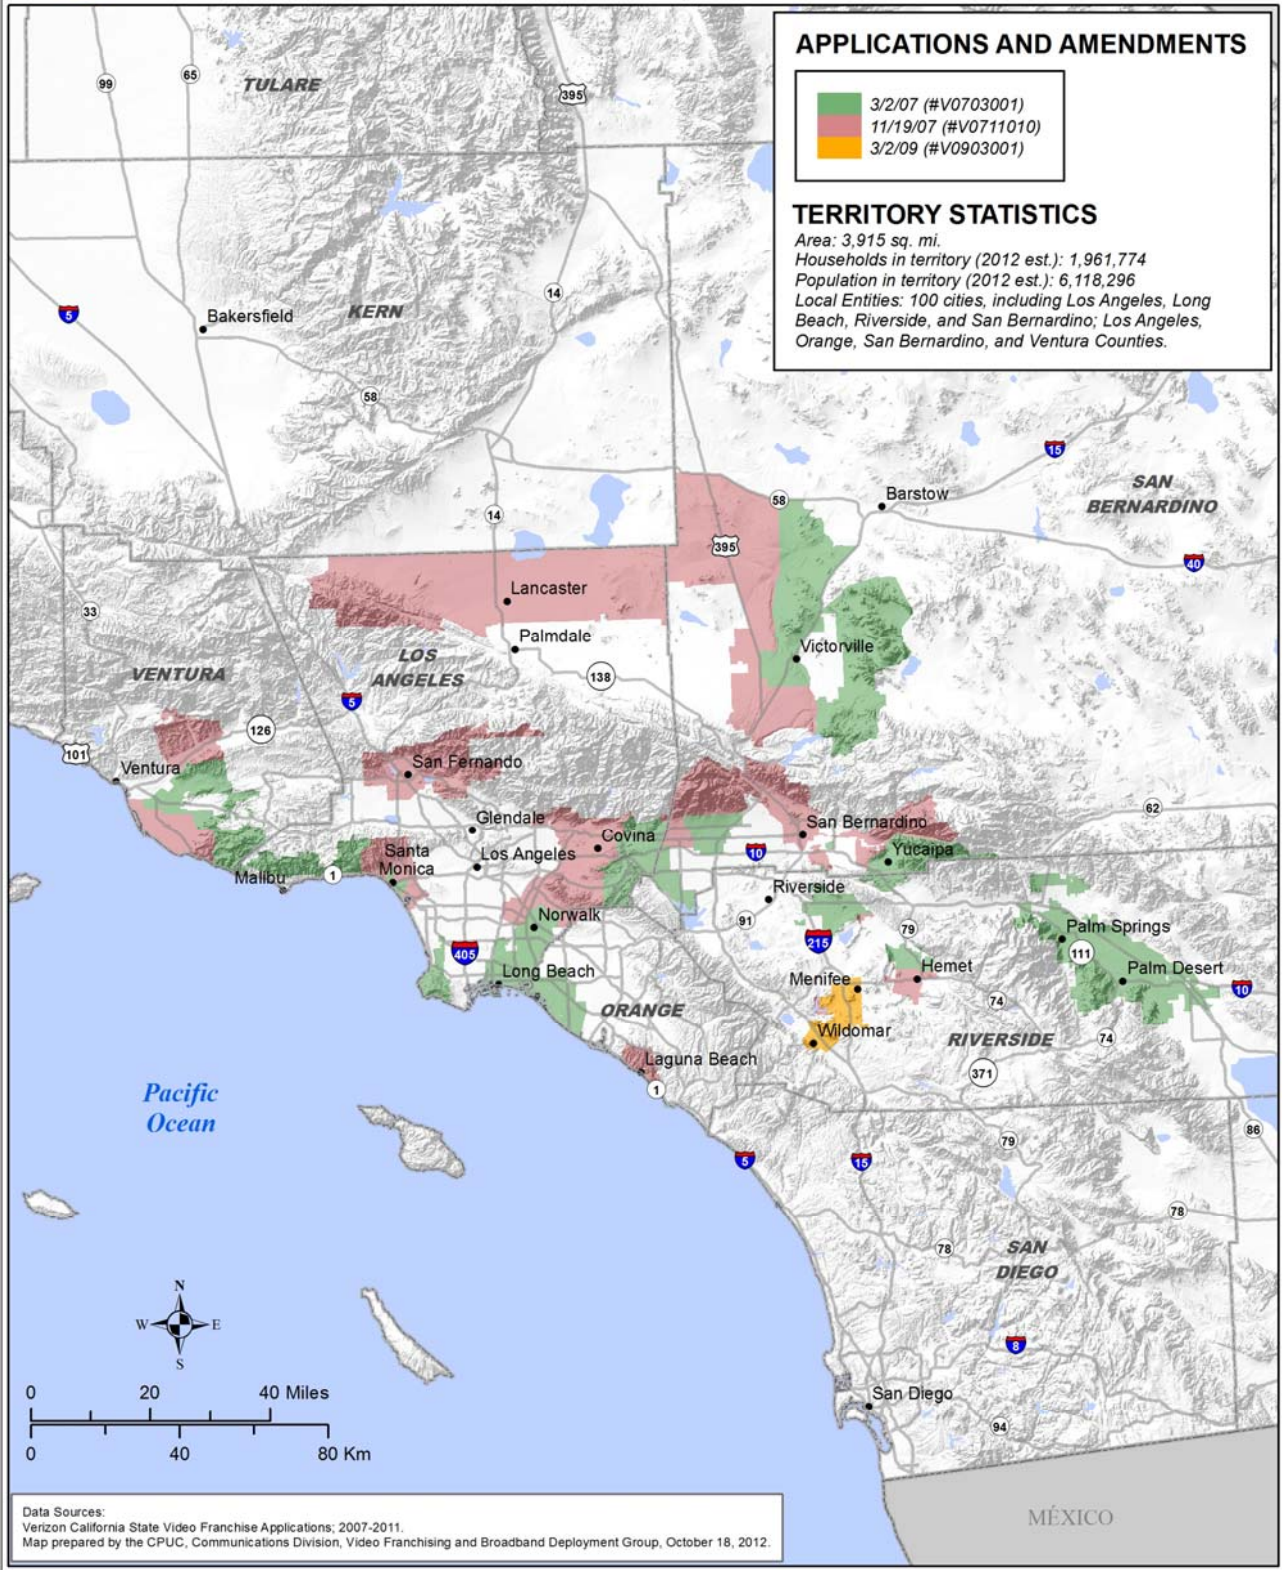 APPLICATIONS AND AMENDMENTS
3/2/07 (#V0703001)
11/19/07 (#V0711010)
3/2/09 (#V0903001)
TERRITORY STATISTICS
Area: 3,915 sq. mi.
Households in territory (2012 est.): 1,961,774
Population in territory (2012 est.): 6,118,296
Local Entities: 100 cities, including Los Angeles, Long
Beach, Riverside, and San Bernardino; Los Angeles,
Orange, San Bernardino, and Ventura Counties.
99
65
TULARE
395
14
5
Bakersfield
KERN
58
15
SAN
BERNARDINO
Barstow
58
14
395
40
Lancaster
33
Palmdale
Victorville
LOS
ANGELES
VENTURA
138
5
126
101
Ventura
San Fernando
62
Glendale
San Bernardino
Covina
Santa
Monica
Los Angeles
10
Yucaipa
Malibu
1
Riverside
Norwalk
91
79
Palm Springs
215
405
111
Long Beach
Hemet
Palm Desert
Menifee
10
74
ORANGE
Wildomar
RIVERSIDE
74
Laguna Beach
371
1
Pacific
Ocean
86
79
5
15
78
78
SAN
DIEGO
N
W
E
S
8
0 20 40 Miles
San Diego
94
0 40 80 Km
MÉXICO
Data Sources:
Verizon California State Video Franchise Applications; 2007-2011.
Map prepared by the CPUC, Communications Division, Video Franchising and Broadband Deployment Group, October 18, 2012.